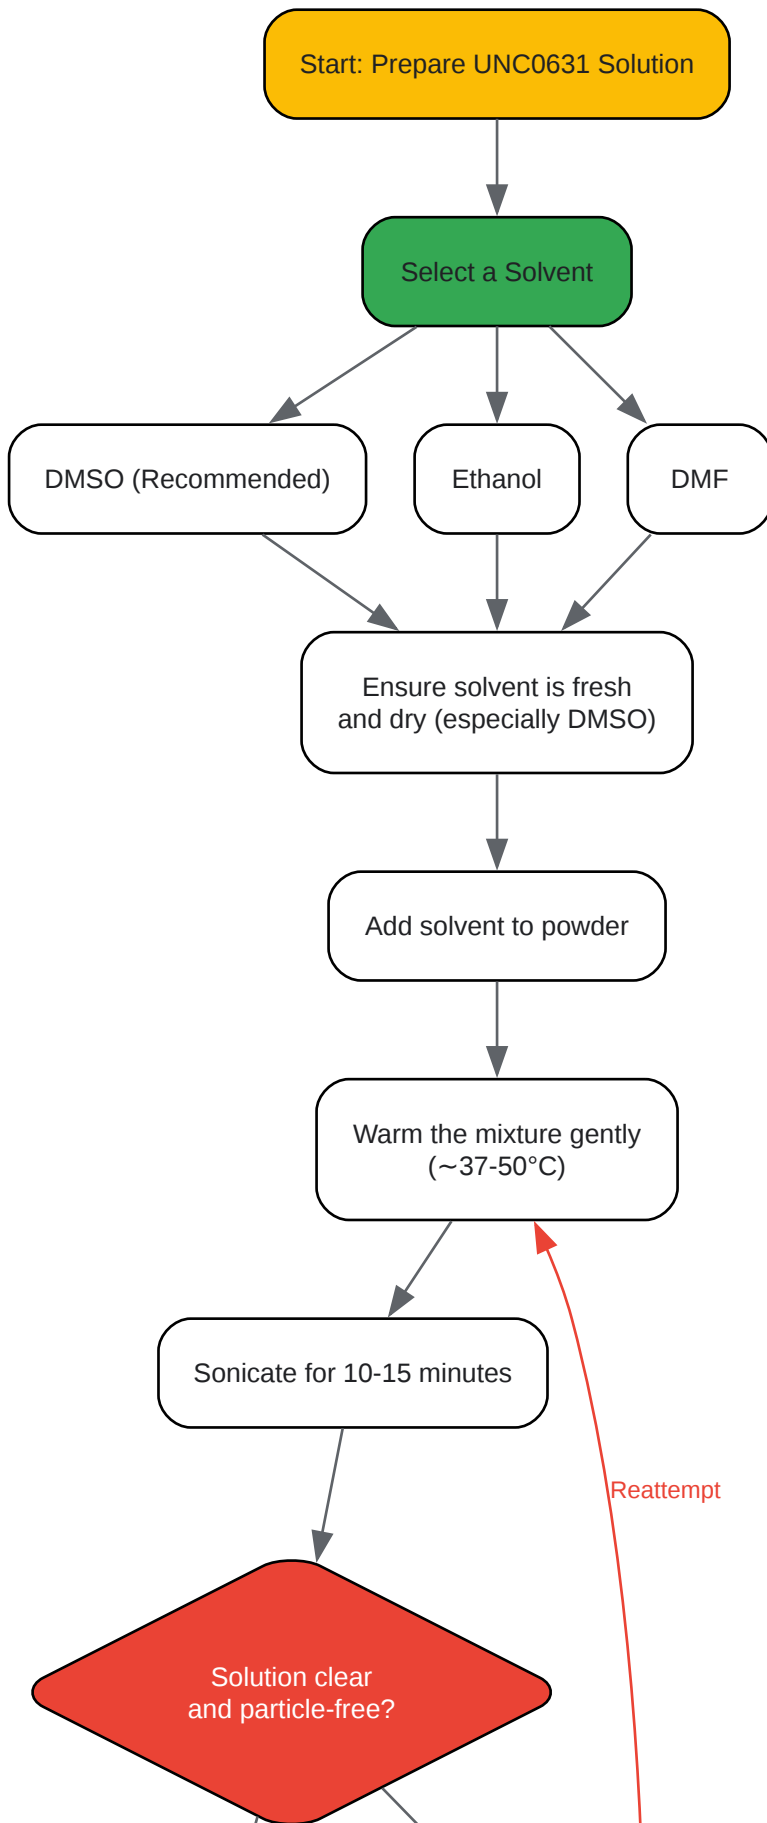 Start: Prepare UNC0631 Solution
Select a Solvent
DMSO (Recommended)
Ethanol
DMF
Ensure solvent is fresh
and dry (especially DMSO)
Add solvent to powder
Warm the mixture gently
(~37-50°C)
Sonicate for 10-15 minutes
Reattempt
Solution clear
and particle-free?